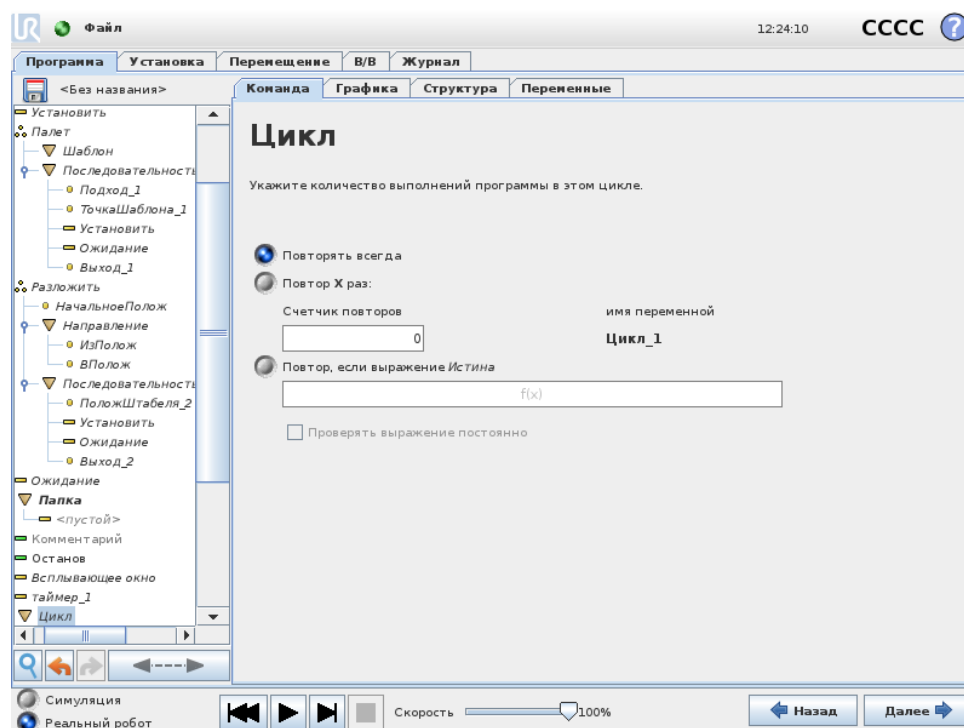 UR Файл 12:24:10 CCCC ?
Программа Установка Перемещение В/В Журнал
<Без названия> Команда Графика Структура Переменные
Установить
Палет
Шаблон
Последовательность
Подход_1
ТочкаШаблона_1
Установить
Ожидание
Выход_1
Разложить
НачальноеПолож
Направление
ИзПолож
ВПолож
Последовательность
ПоложШтабеля_2
Установить
Ожидание
Выход_2
Ожидание
Папка
<пустой>
Комментарий
Останов
Всплывающее окно
таймер_1
Цикл
Цикл
Укажите количество выполнений программы в этом цикле.
Повторять всегда
Повтор X раз:
Счетчик повторов имя переменной
0 Цикл_1
Повтор, если выражение Истина
f(x)
Проверять выражение постоянно
Симуляция
Реальный робот
Скорость 100%
Назад Далее